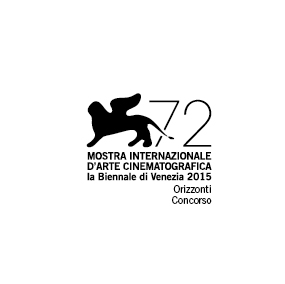 72
MOSTRA INTERNAZIONALE
D'ARTE CINEMATOGRAFICA
la Biennale di Venezia 2015
Orizzonti
Concorso